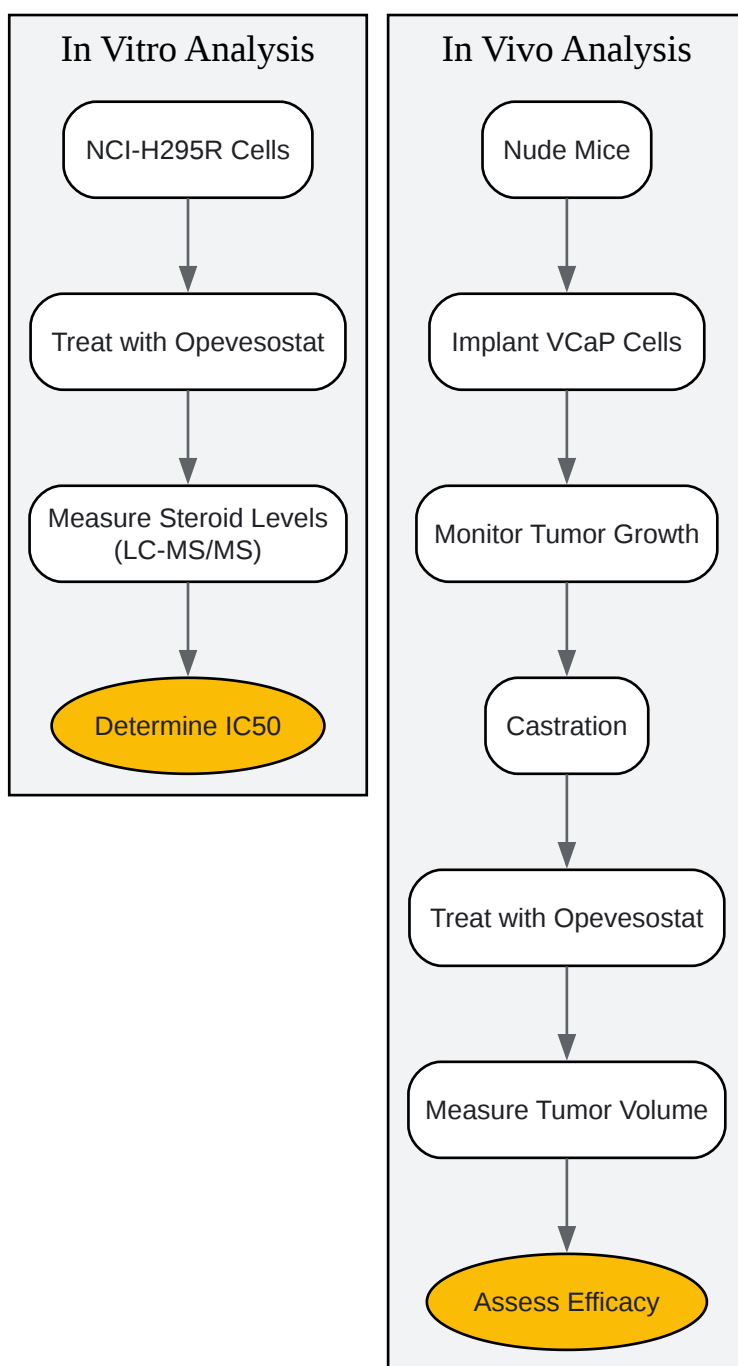 In Vitro Analysis
NCI-H295R Cells
Treat with Opevesostat
Measure Steroid Levels
(LC-MS/MS)
Determine IC50
In Vivo Analysis
Nude Mice
Implant VCaP Cells
Monitor Tumor Growth
Castration
Treat with Opevesostat
Measure Tumor Volume
Assess Efficacy